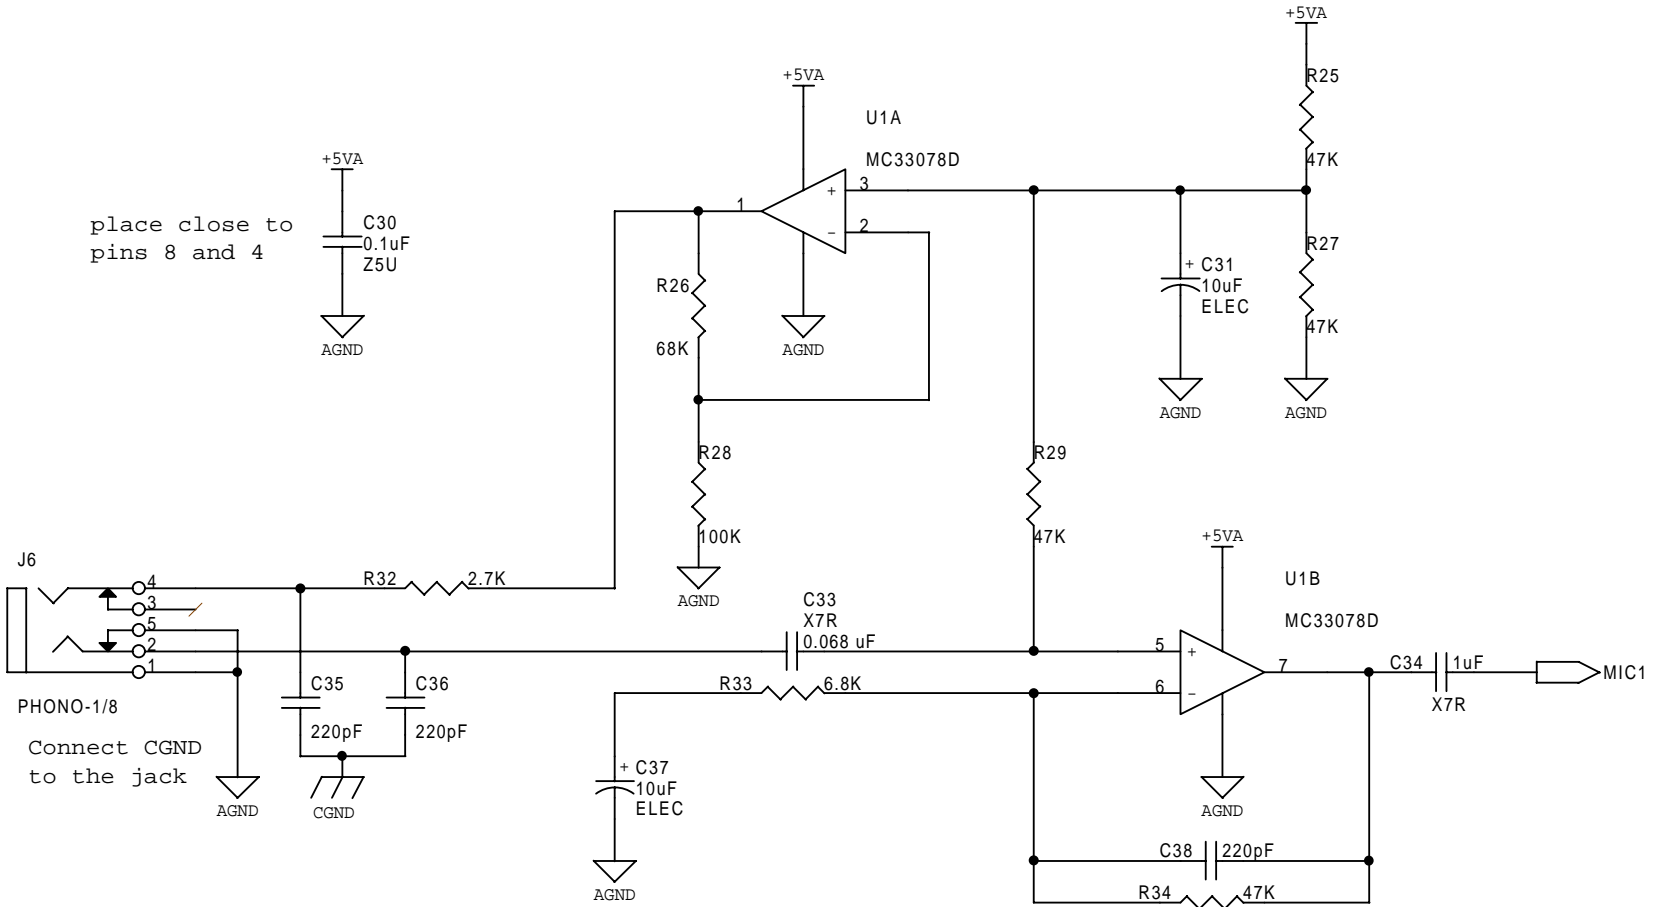 +5VA
R25
47K
+5VA
U1A
MC33078D
+5VA
place close to
pins 8 and 4
C30
0.1uF
Z5U
AGND
1
+
3
−
2
R26
68K
AGND
+ C31
10uF
ELEC
AGND
R27
47K
AGND
R28
100K
AGND
R29
47K
J6
4
3
5
2
1
PHONO-1/8
Connect CGND
to the jack
AGND
R32
2.7K
C35
220pF
C36
220pF
CGND
C33
X7R
0.068 uF
R33
6.8K
+ C37
10uF
ELEC
AGND
+5VA
U1B
MC33078D
5
+
6
−
7
AGND
C34
1uF
X7R
MIC1
C38
220pF
R34
47K